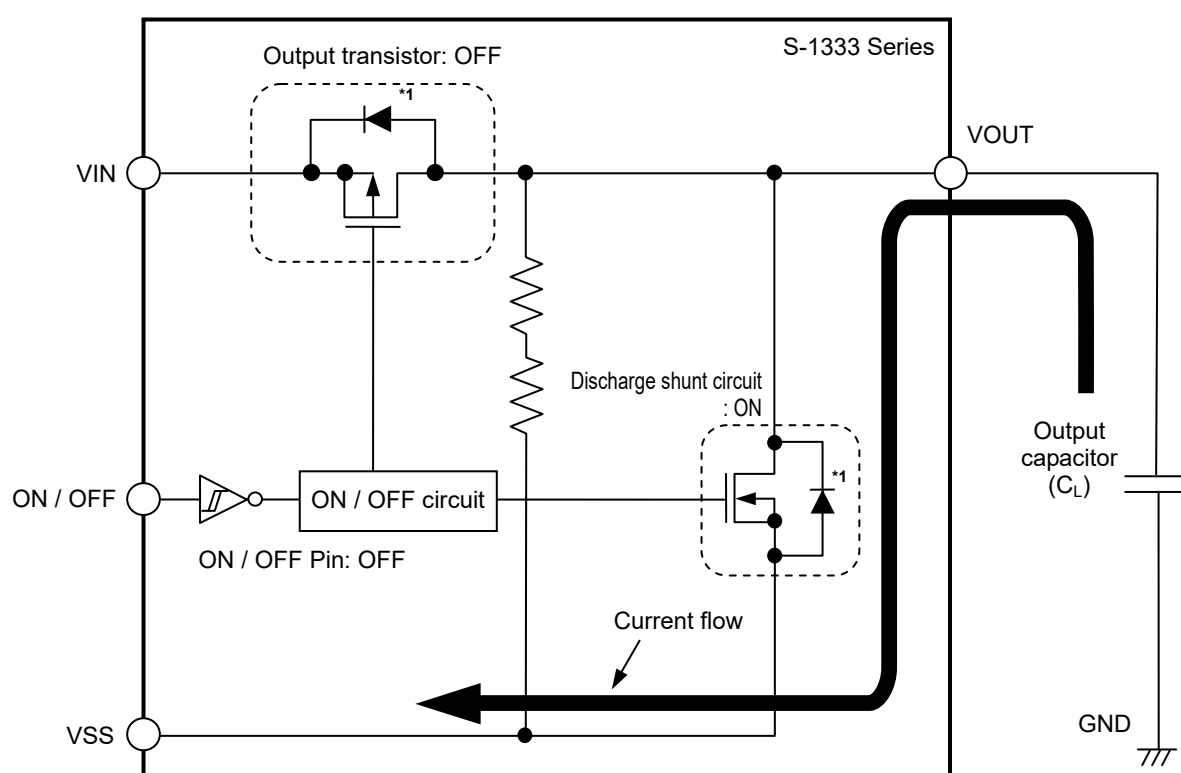 S-1333 Series
Output transistor: OFF
*1
VOUT
VIN
Discharge shunt circuit
: ON
*1
Output
capacitor
(CL)
ON / OFF
ON / OFF circuit
ON / OFF Pin: OFF
Current flow
GND
VSS